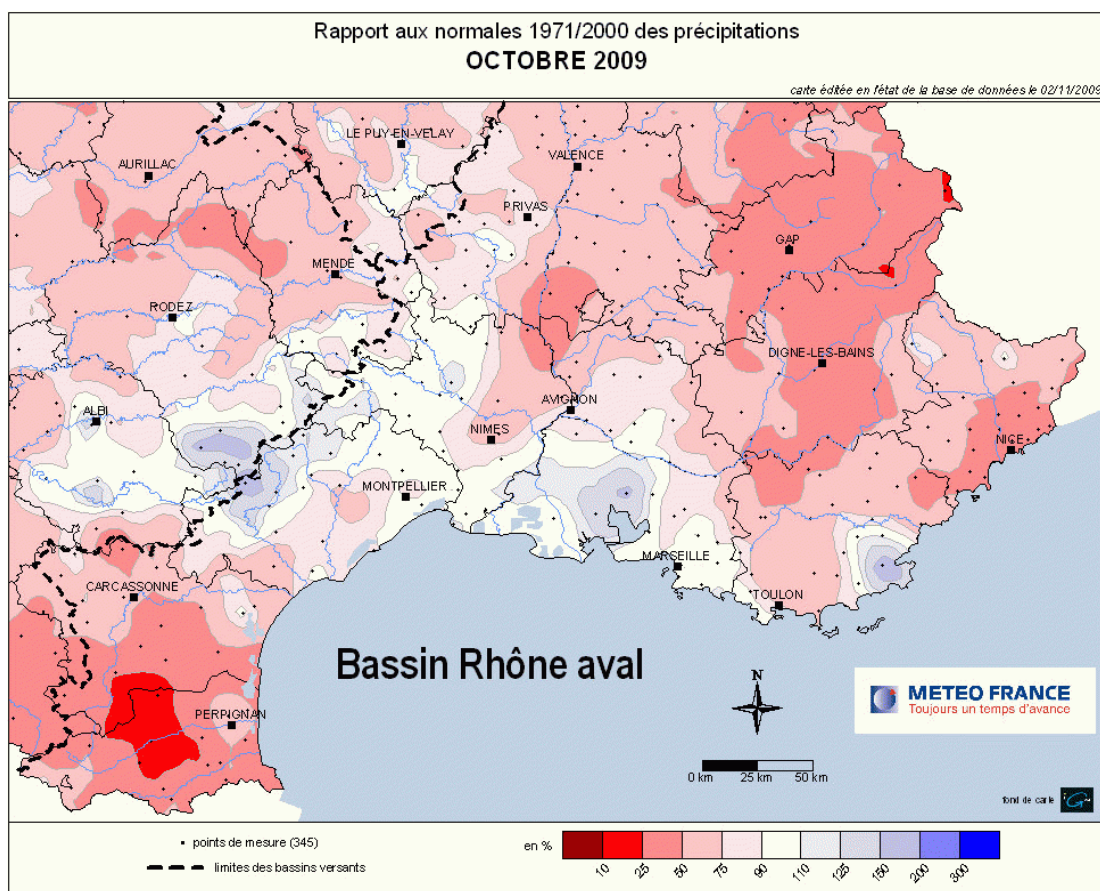 Rapport aux normales 1971/2000 des précipitations
OCTOBRE 2009
carte éditée en l'état de la base de données le 02/11/2009
LE PUY-EN-VELAY
AURILLAC
VALENCE
PRIVAS
GAP
MENDE
RODEZ
DIGNE-LES-BAINS
ALBI
AVIGNON
NIMES
NICE
MONTPELLIER
MARSEILLE
CARCASSONNE
TOULON
Bassin Rhône aval
N
METEO FRANCE
Toujours un temps d'avance
PERPIGNAN
0 km 25 km 50 km
fond de carte
points de mesure (345)
en %
limites des bassins versants
10 25 50 75 90 110 125 150 200 300